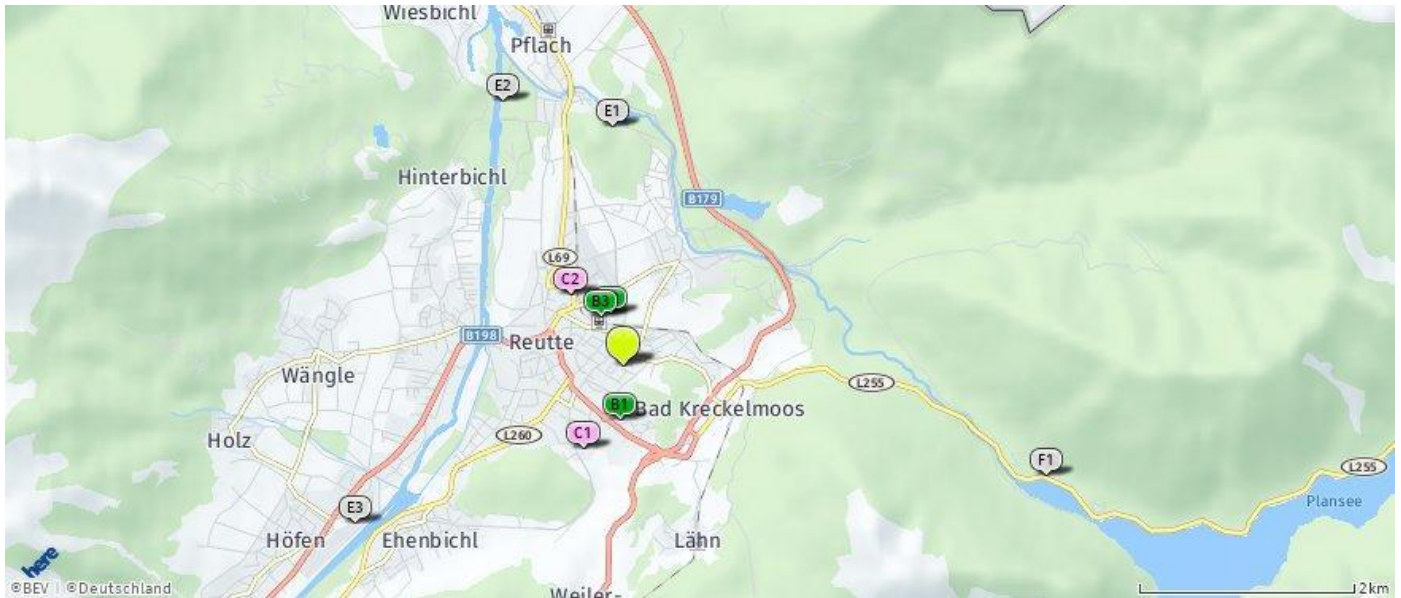 Wiesbichl
Pflach
E2
E1
Hinterbichl
B179
L69
C2
B3
B198
Reutte
Wängle
L255
B1
Bad Kreckelmoos
Holz
L260
C1
F1
L255
Plansee
E3
Höfen
Ehenbichl
Lähn
here
©BEV | ©Deutschland
2km
Weiler-